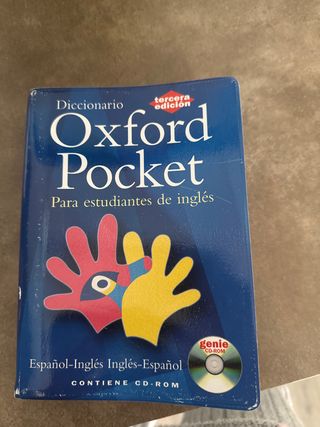 Diccionario
tercera
edición
Oxford
Pocket
Para estudiantes de inglés
genie
CD-ROM
Español-Inglés Inglés-Español
CONTIENE CD-ROM